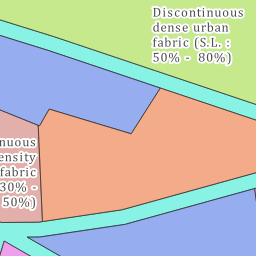 Discontinuous
dense urban
fabric (S.L. :
50% - 80%)
nuous
ensity
fabric
30% -
50%)